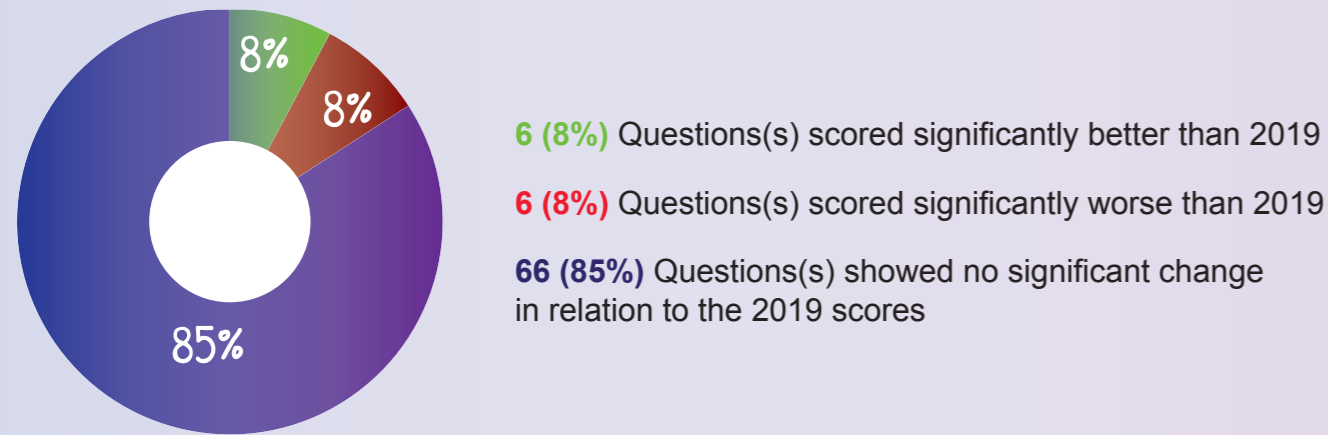 8%
8%
85%
6 (8%) Questions(s) scored significantly better than 2019
6 (8%) Questions(s) scored significantly worse than 2019
66 (85%) Questions(s) showed no significant change
in relation to the 2019 scores